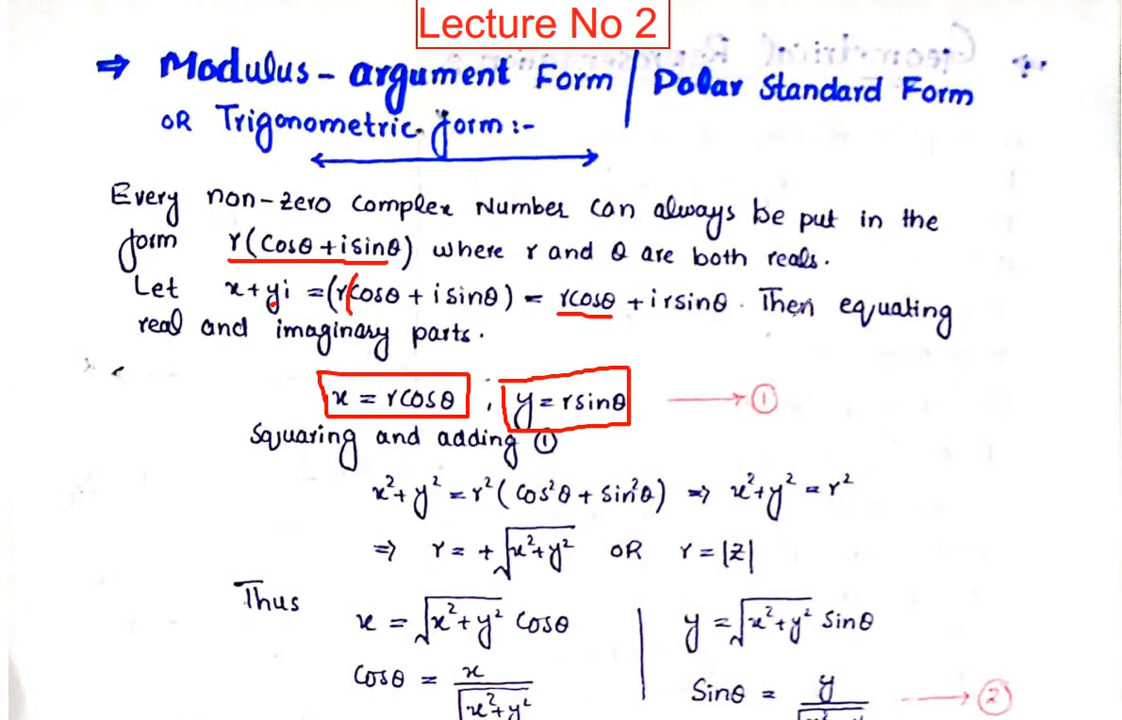 Lecture No 2
⇒ Modulus - argument Form / Polar Standard Form
OR Trigonometric form :-
Every non-zero Complex Number Can always be put in the
form r(Cosθ + isinθ) where r and θ are both reals.
Let x + yi = (r(Cosθ + isinθ) = rCosθ + irsinθ. Then equating
real and imaginary parts.
x = rCosθ ; y = rsinθ → ①
Squaring and adding ①
x² + y² = r²(Cos²θ + Sin²θ) ⇒ x² + y² = r²
⇒ r = +√x²+y² OR r = |Z|
Thus
x = √x²+y² Cosθ | y = √x²+y² Sinθ
Cosθ = x/√x²+y² | Sinθ = y/ → ②